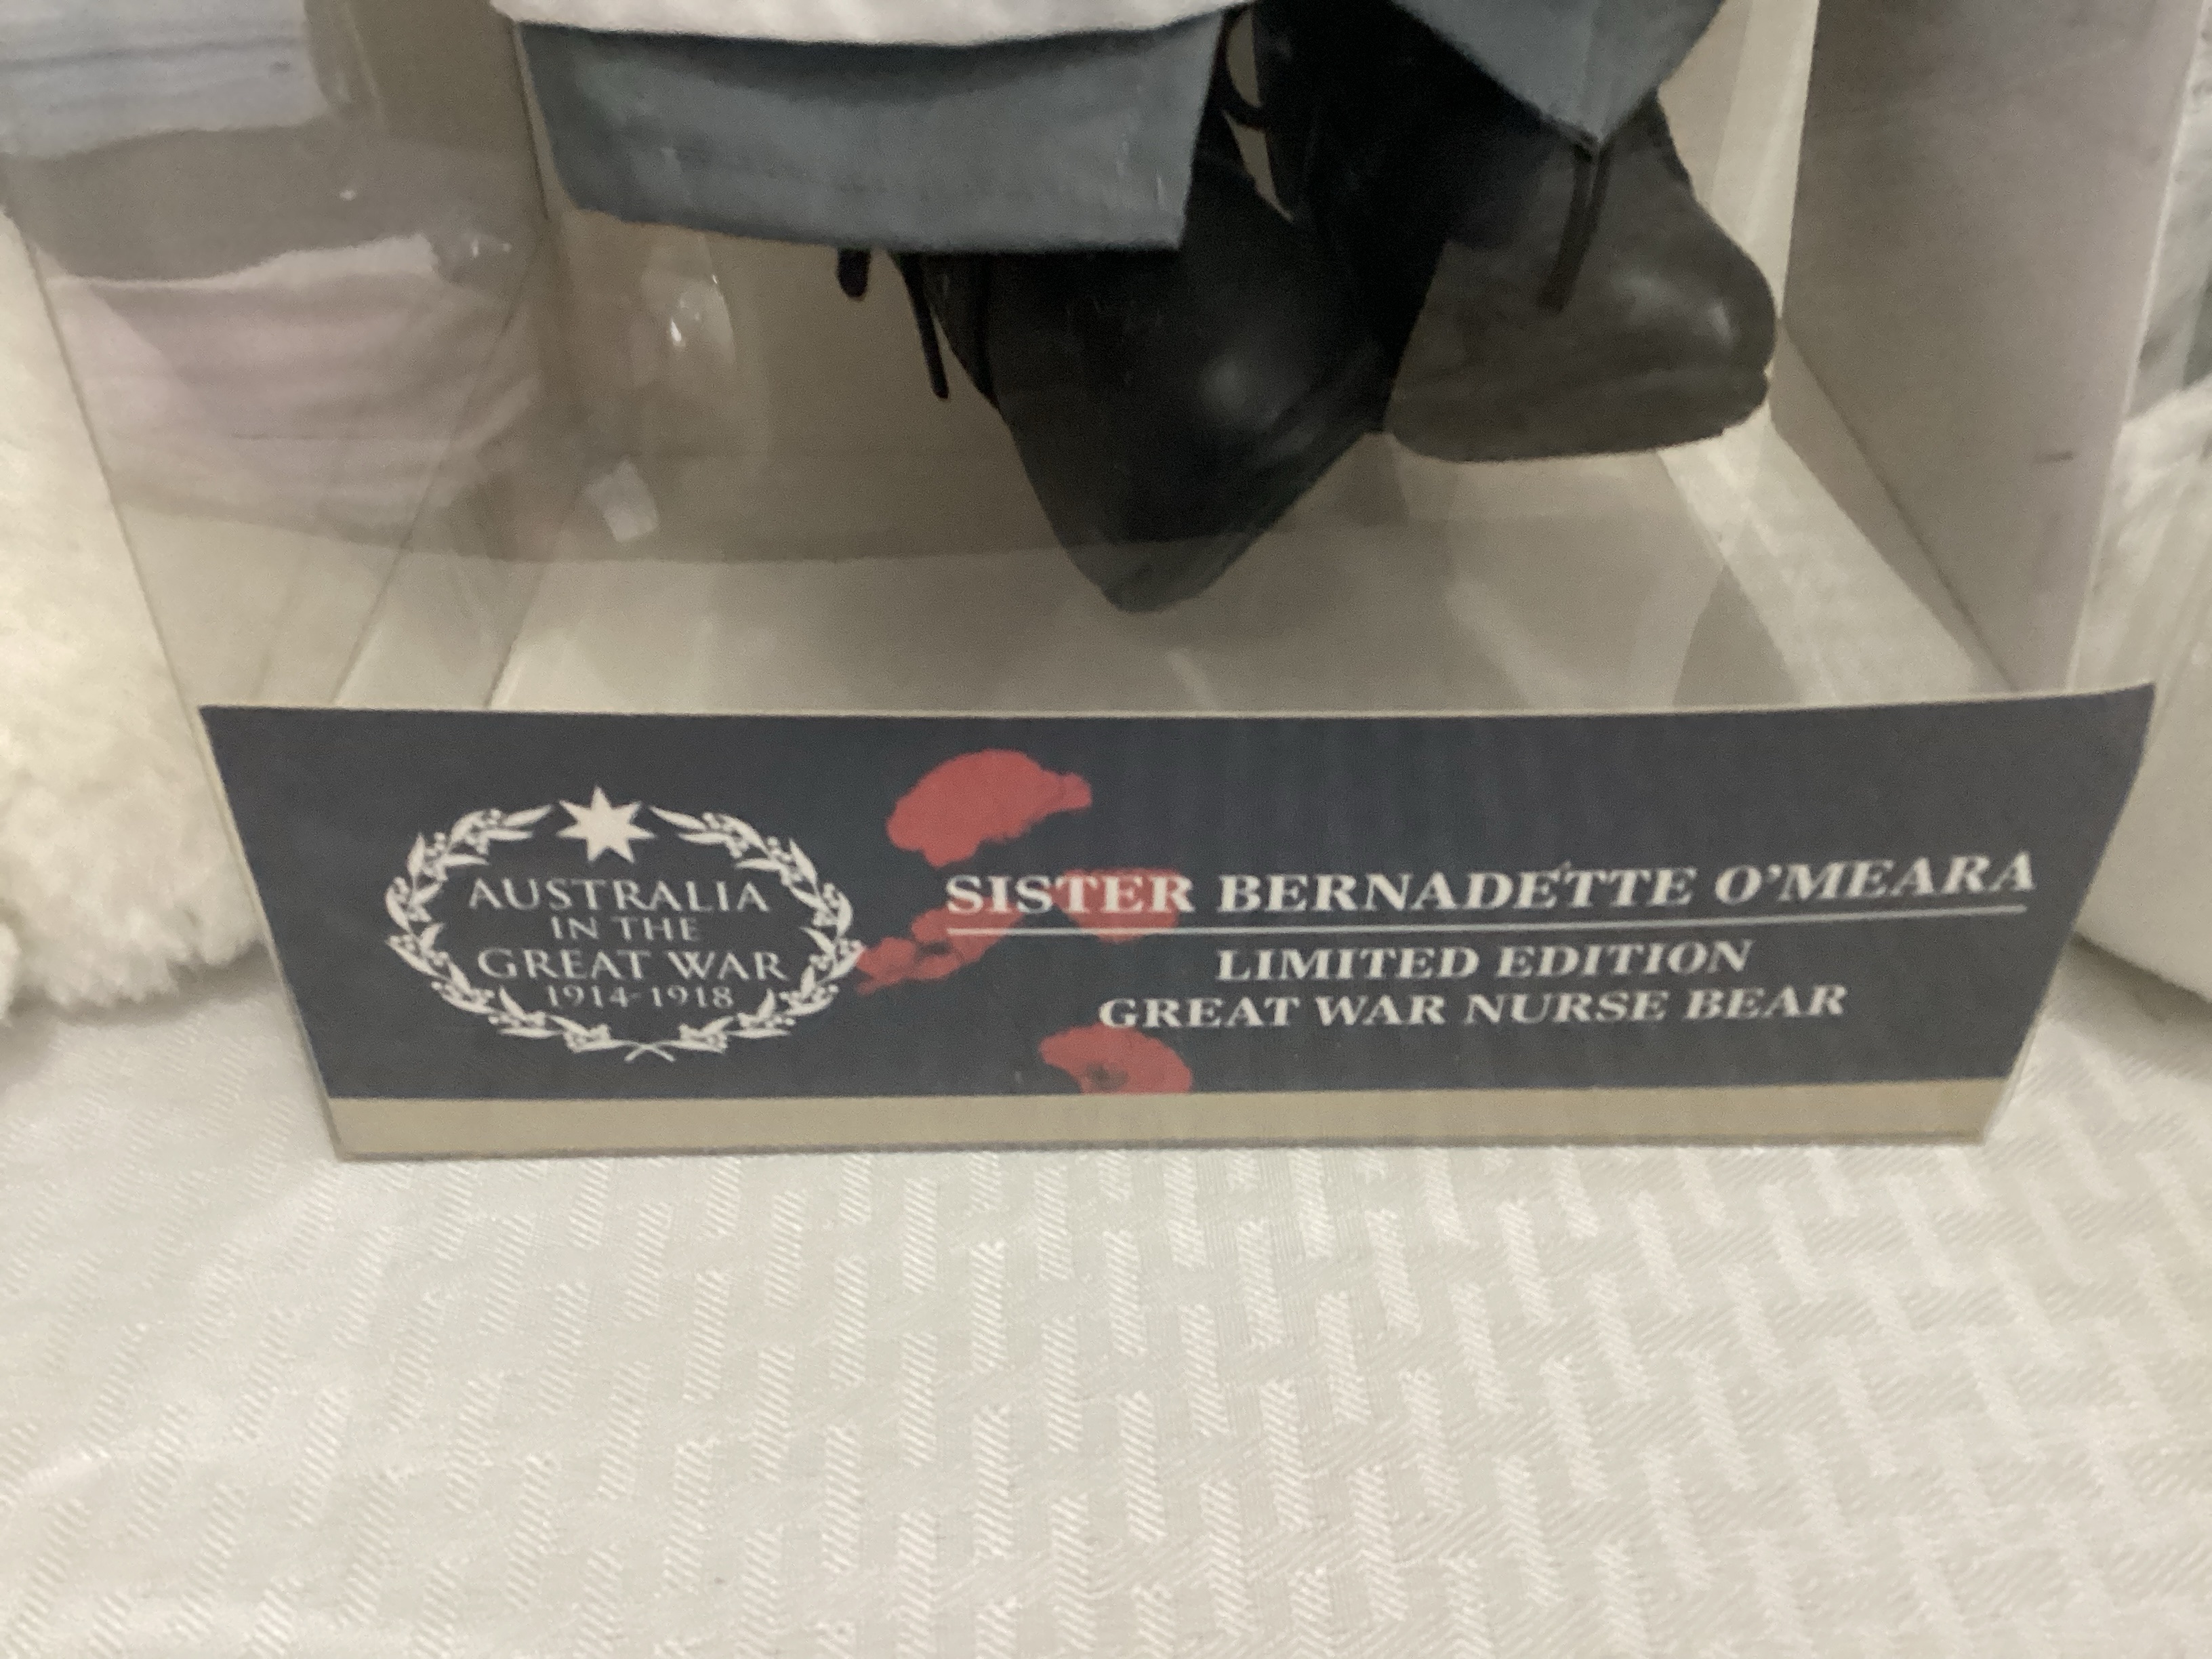 AUSTRALIA
IN THE
GREAT WAR
1914-1918
SISTER BERNADETTE O'MEARA
LIMITED EDITION
GREAT WAR NURSE BEAR